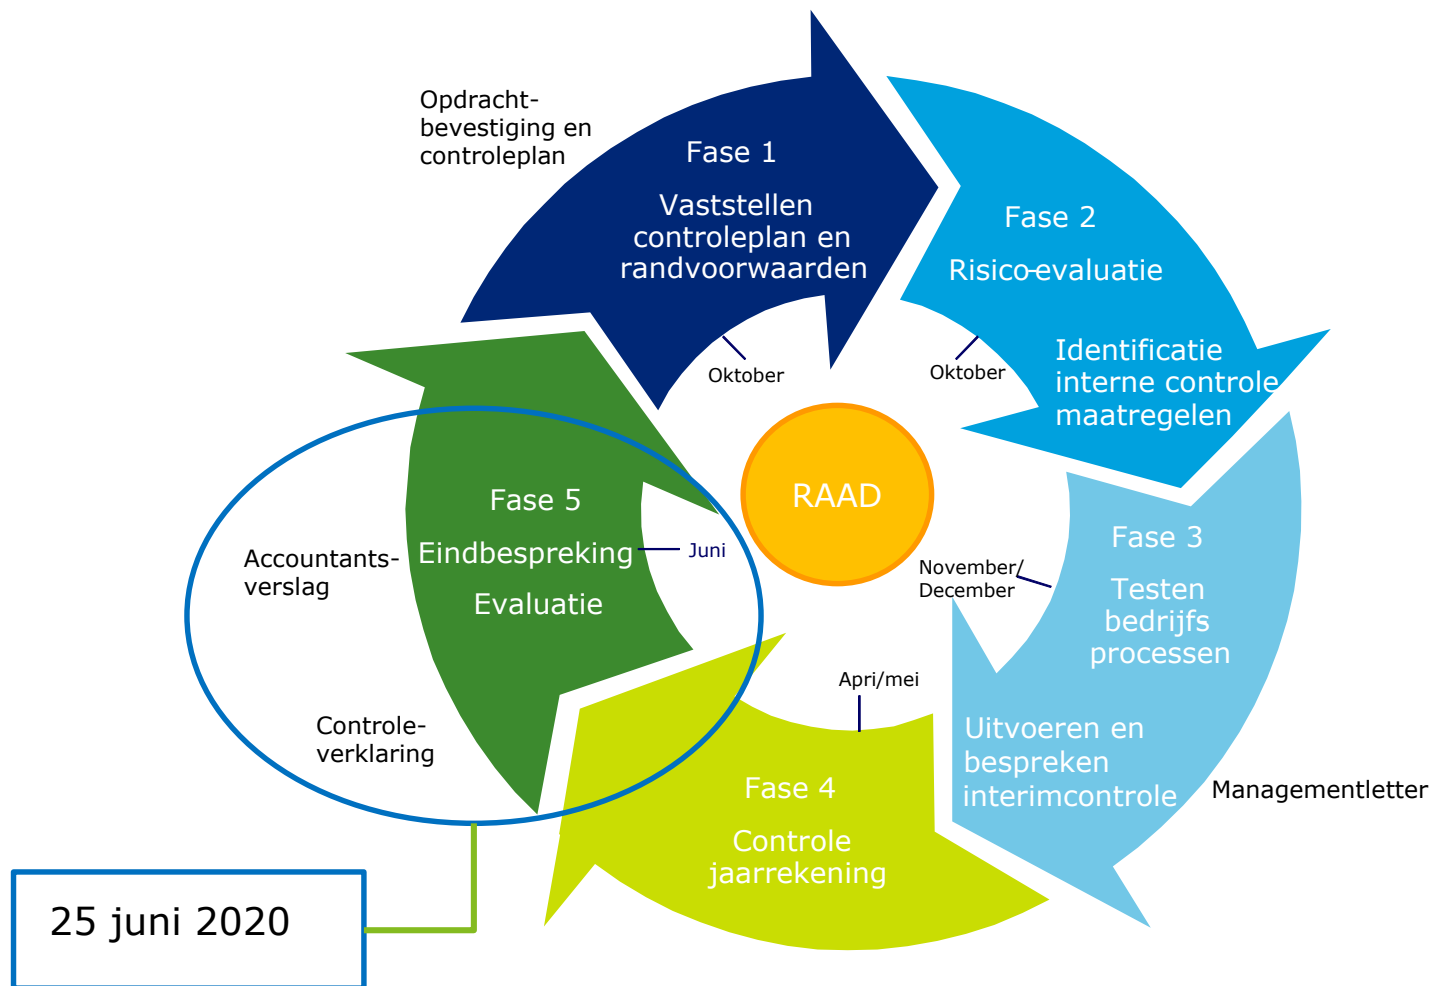 Opdracht-
bevestiging en
controleplan
Fase 1
Vaststellen
controleplan en
randvoorwaarden
Oktober
Fase 2
Risico-evaluatie
Identificatie
interne controle
maatregelen
Oktober
RAAD
Fase 3
Testen
bedrijfs
processen
Uitvoeren en
bespreken
interimcontrole
November/
December
Managementletter
Apri/mei
Fase 4
Controle
jaarrekening
Fase 5
Eindbespreking
Evaluatie
Juni
Accountants-
verslag
Controle-
verklaring
25 juni 2020